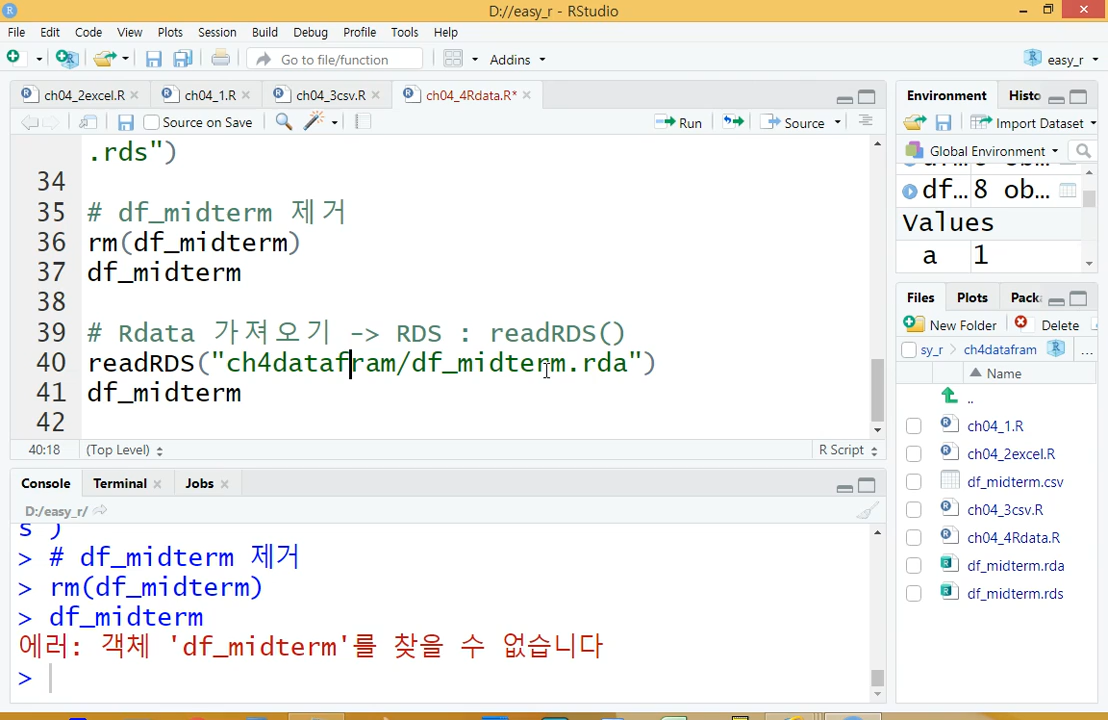 D://easy_r - RStudio
File Edit Code View Plots Session Build Debug Profile Tools Help
Go to file/function Addins easy_r
ch04_2excel.R ch04_1.R ch04_3csv.R ch04_4Rdata.R*
Source on Save Run Source
.rds")
34
35 # df_midterm 제거
36 rm(df_midterm)
37 df_midterm
38
39 # Rdata 가져오기 -> RDS : readRDS()
40 readRDS("ch4datafram/df_midterm.rda")
41 df_midterm
42
40:18 (Top Level) R Script
Console Terminal Jobs
D:/easy_r/
s")
> # df_midterm 제거
> rm(df_midterm)
> df_midterm
에러: 객체 'df_midterm'를 찾을 수 없습니다
>
Environment Histo
Import Dataset
Global Environment
df... 8 ob...
Values
a 1
Files Plots Packa
New Folder Delete
sy_r ch4datafram ...
Name
..
ch04_1.R
ch04_2excel.R
df_midterm.csv
ch04_3csv.R
ch04_4Rdata.R
df_midterm.rda
df_midterm.rds